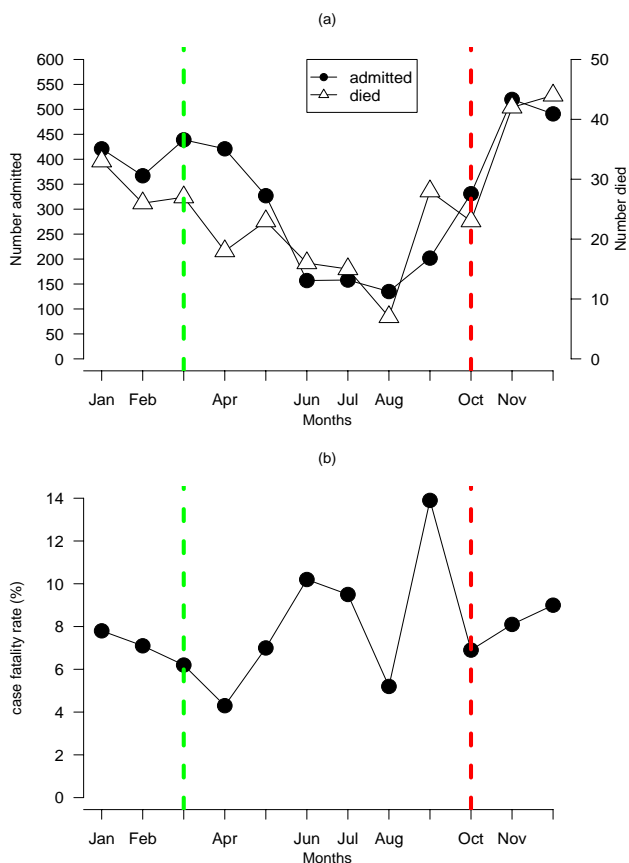 (a)
600
550
500
450
400
350
300
250
200
150
100
50
0
Number admitted
admitted
died
50
40
30
20
10
0
Number died
Jan Feb Apr Jun Jul Aug Oct Nov
Months
(b)
14
12
10
8
6
4
2
0
case fatality rate (%)
Jan Feb Apr Jun Jul Aug Oct Nov
Months